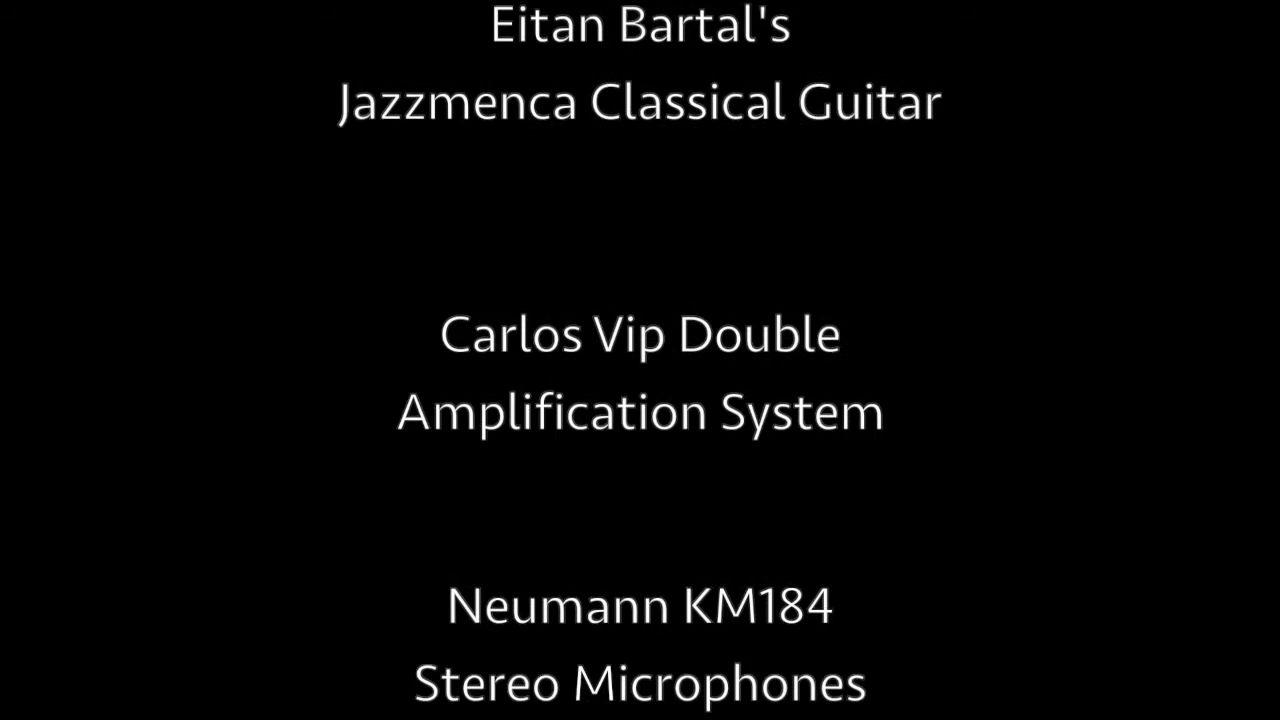 Eitan Bartal's
Jazzmenca Classical Guitar
Carlos Vip Double
Amplification System
Neumann KM184
Stereo Microphones